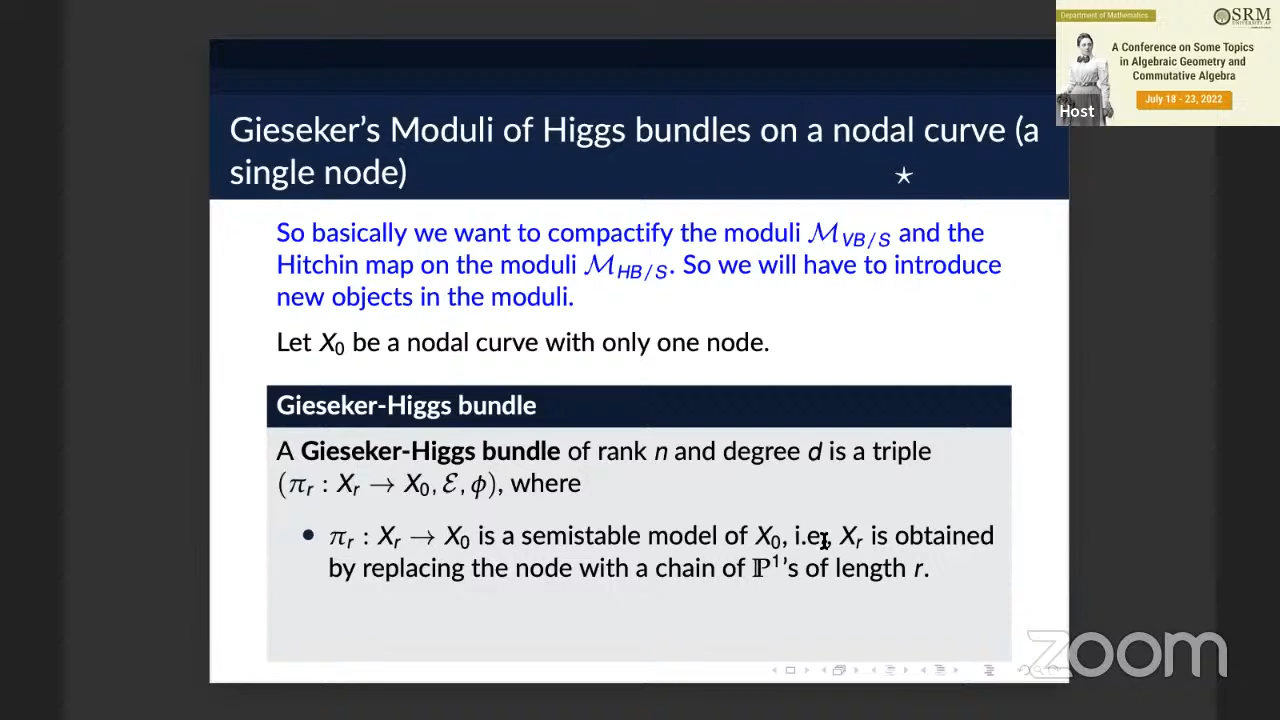 Department of Mathematics
SRM
UNIVERSITY AP
A Conference on Some Topics
in Algebraic Geometry and
Commutative Algebra
July 18 - 23, 2022
Host
Gieseker's Moduli of Higgs bundles on a nodal curve (a
single node) ⋆
So basically we want to compactify the moduli ℳ_{VB/S} and the
Hitchin map on the moduli ℳ_{HB/S}. So we will have to introduce
new objects in the moduli.
Let X₀ be a nodal curve with only one node.
Gieseker-Higgs bundle
A Gieseker-Higgs bundle of rank n and degree d is a triple
(π_r : X_r → X₀, ℰ, ϕ), where
• π_r : X_r → X₀ is a semistable model of X₀, i.e, X_r is obtained
by replacing the node with a chain of ℙ¹'s of length r.
zoom